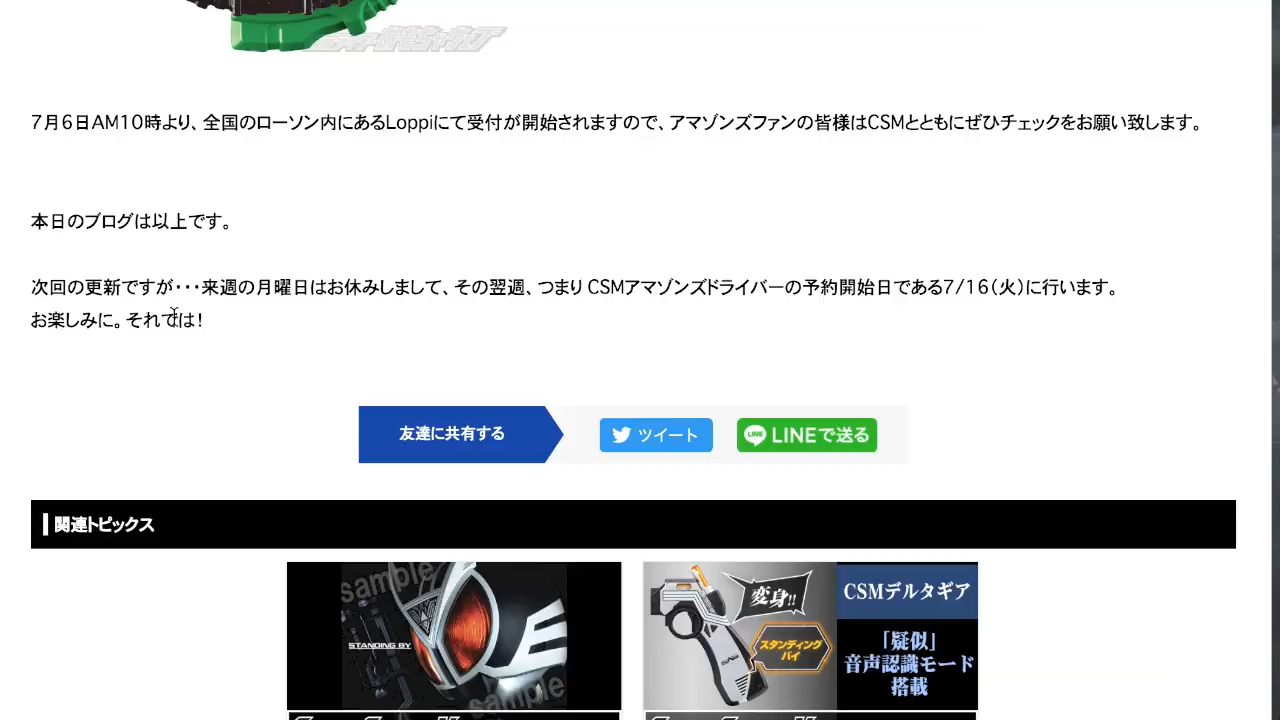 7月6日AM10時より、全国のローソン内にあるLoppiにて受付が開始されますので、アマゾンズファンの皆様はCSMとともにぜひチェックをお願い致します。
本日のブログは以上です。
次回の更新ですが・・・来週の月曜日はお休みしまして、その翌週、つまり CSMアマゾンズドライバーの予約開始日である7/16(火)に行います。
お楽しみに。それでは!
友達に共有する
ツイート
LINE
LINEで送る
関連トピックス
sample
STANDING BY
sample
変身!!
スタンディング
バイ
CSMデルタギア
「疑似」
音声認識モード
搭載